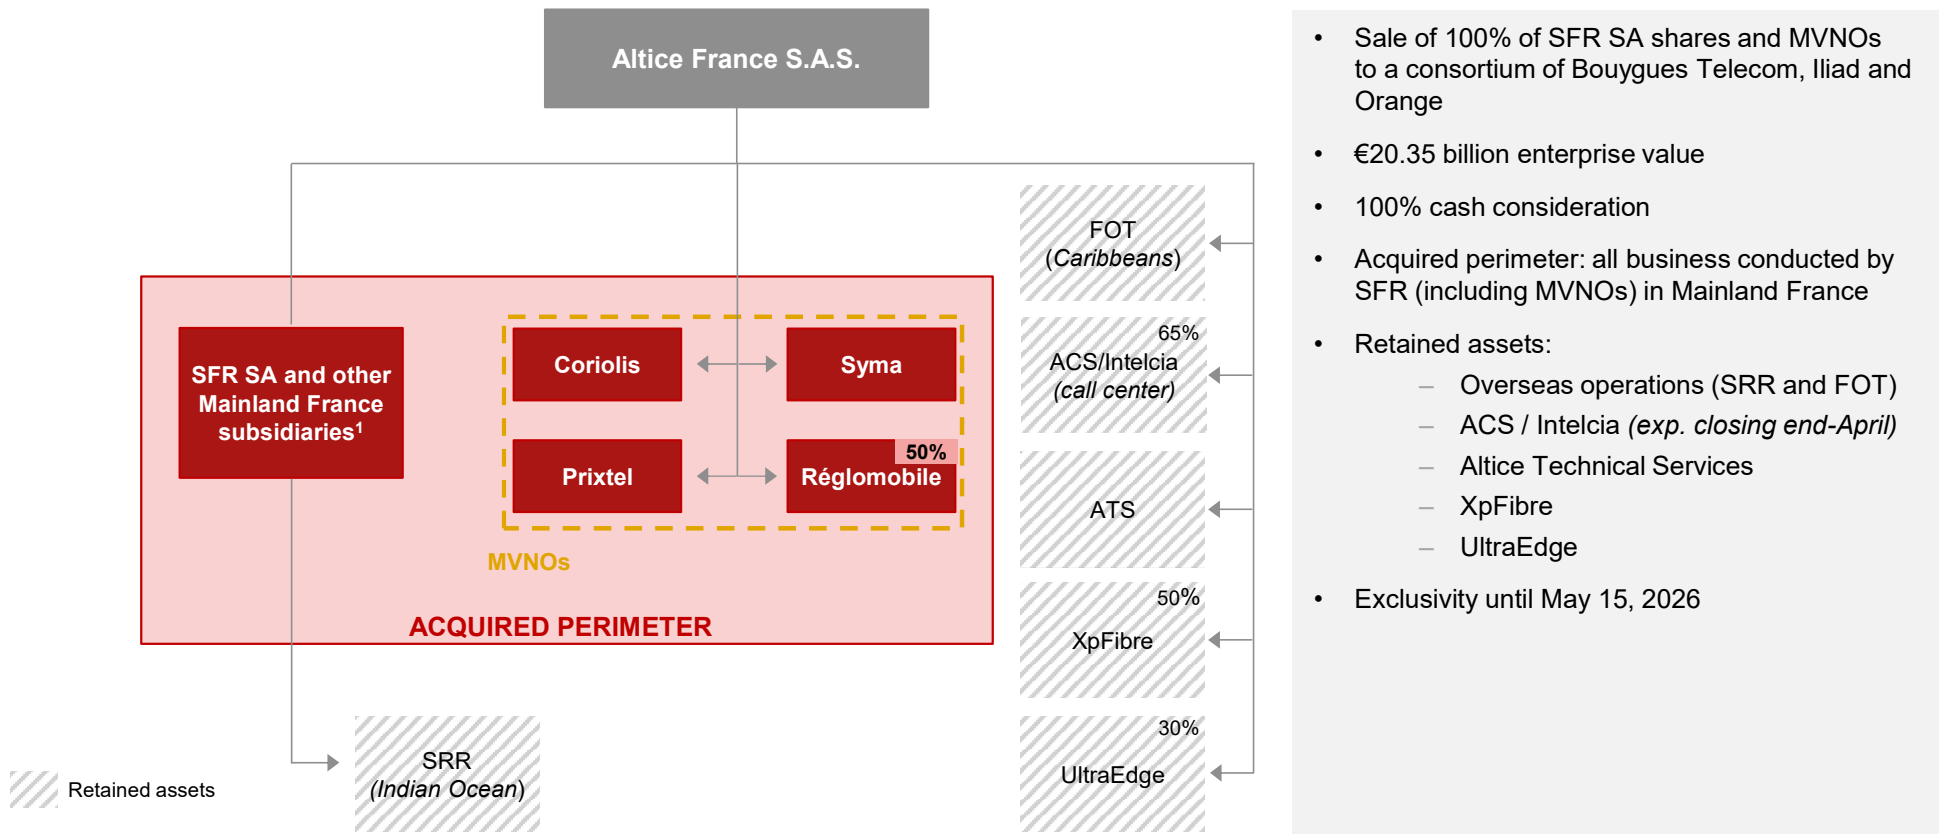 Altice France S.A.S.
SFR SA and other
Mainland France
subsidiaries1
Coriolis
Syma
Prixtel
50%
Réglomobile
MVNOs
ACQUIRED PERIMETER
SRR
(Indian Ocean)
Retained assets
FOT
(Caribbeans)
65%
ACS/Intelcia
(call center)
ATS
50%
XpFibre
30%
UltraEdge
• Sale of 100% of SFR SA shares and MVNOs
to a consortium of Bouygues Telecom, Iliad and
Orange
• €20.35 billion enterprise value
• 100% cash consideration
• Acquired perimeter: all business conducted by
SFR (including MVNOs) in Mainland France
• Retained assets:
– Overseas operations (SRR and FOT)
– ACS / Intelcia (exp. closing end-April)
– Altice Technical Services
– XpFibre
– UltraEdge
• Exclusivity until May 15, 2026